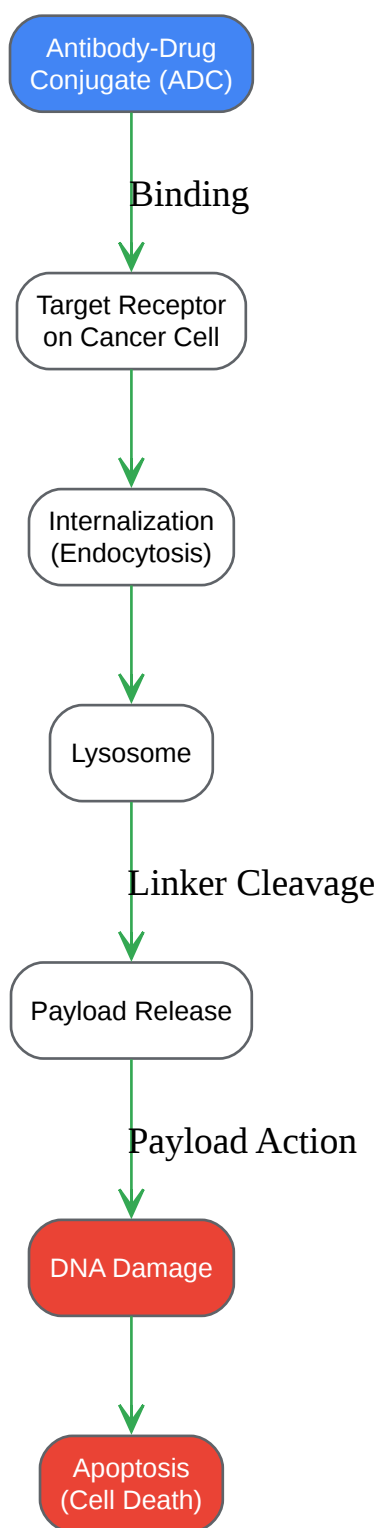 Antibody-Drug
Conjugate (ADC)
Binding
Target Receptor
on Cancer Cell
Internalization
(Endocytosis)
Lysosome
Linker Cleavage
Payload Release
Payload Action
DNA Damage
Apoptosis
(Cell Death)